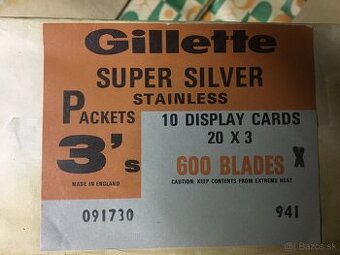 Gillette
SUPER SILVER
STAINLESS
PACKETS
3's
10 DISPLAY CARDS
20 X 3
600 BLADES
MADE IN ENGLAND
CAUTION: KEEP CONTENTS FROM EXTREME HEAT
091730
941
Bazos.sk